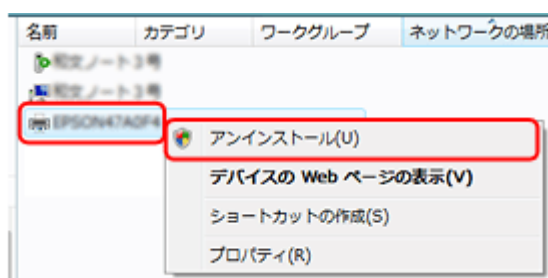 名前 カテゴリ ワークグループ ネットワークの場所
EPSON47A0F4
アンインストール(U)
デバイスの Web ページの表示(V)
ショートカットの作成(S)
プロパティ(R)